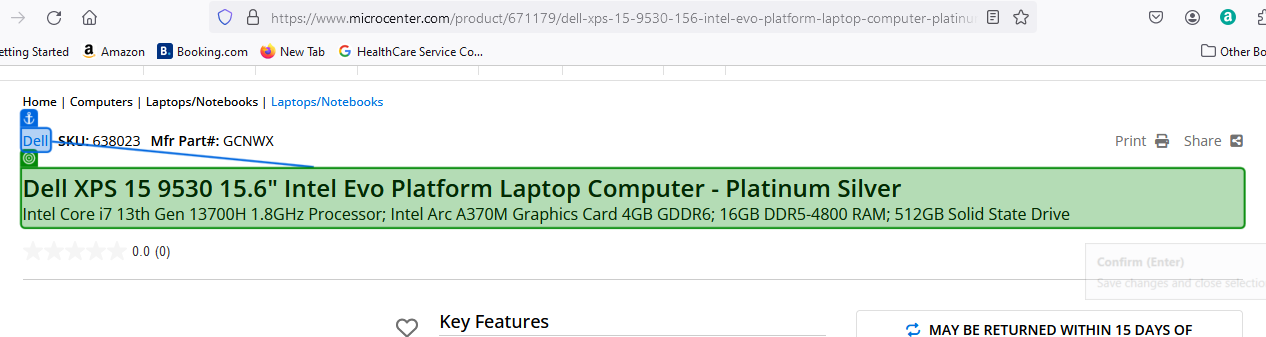 https://www.microcenter.com/product/671179/dell-xps-15-9530-156-intel-evo-platform-laptop-computer-platinu
etting Started Amazon Booking.com New Tab HealthCare Service Co... Other Bo
Home | Computers | Laptops/Notebooks | Laptops/Notebooks
Dell SKU: 638023 Mfr Part#: GCNWX Print Share
Dell XPS 15 9530 15.6" Intel Evo Platform Laptop Computer - Platinum Silver
Intel Core i7 13th Gen 13700H 1.8GHz Processor; Intel Arc A370M Graphics Card 4GB GDDR6; 16GB DDR5-4800 RAM; 512GB Solid State Drive
0.0 (0)
Confirm (Enter)
Save changes and close selectio
Key Features
MAY BE RETURNED WITHIN 15 DAYS OF